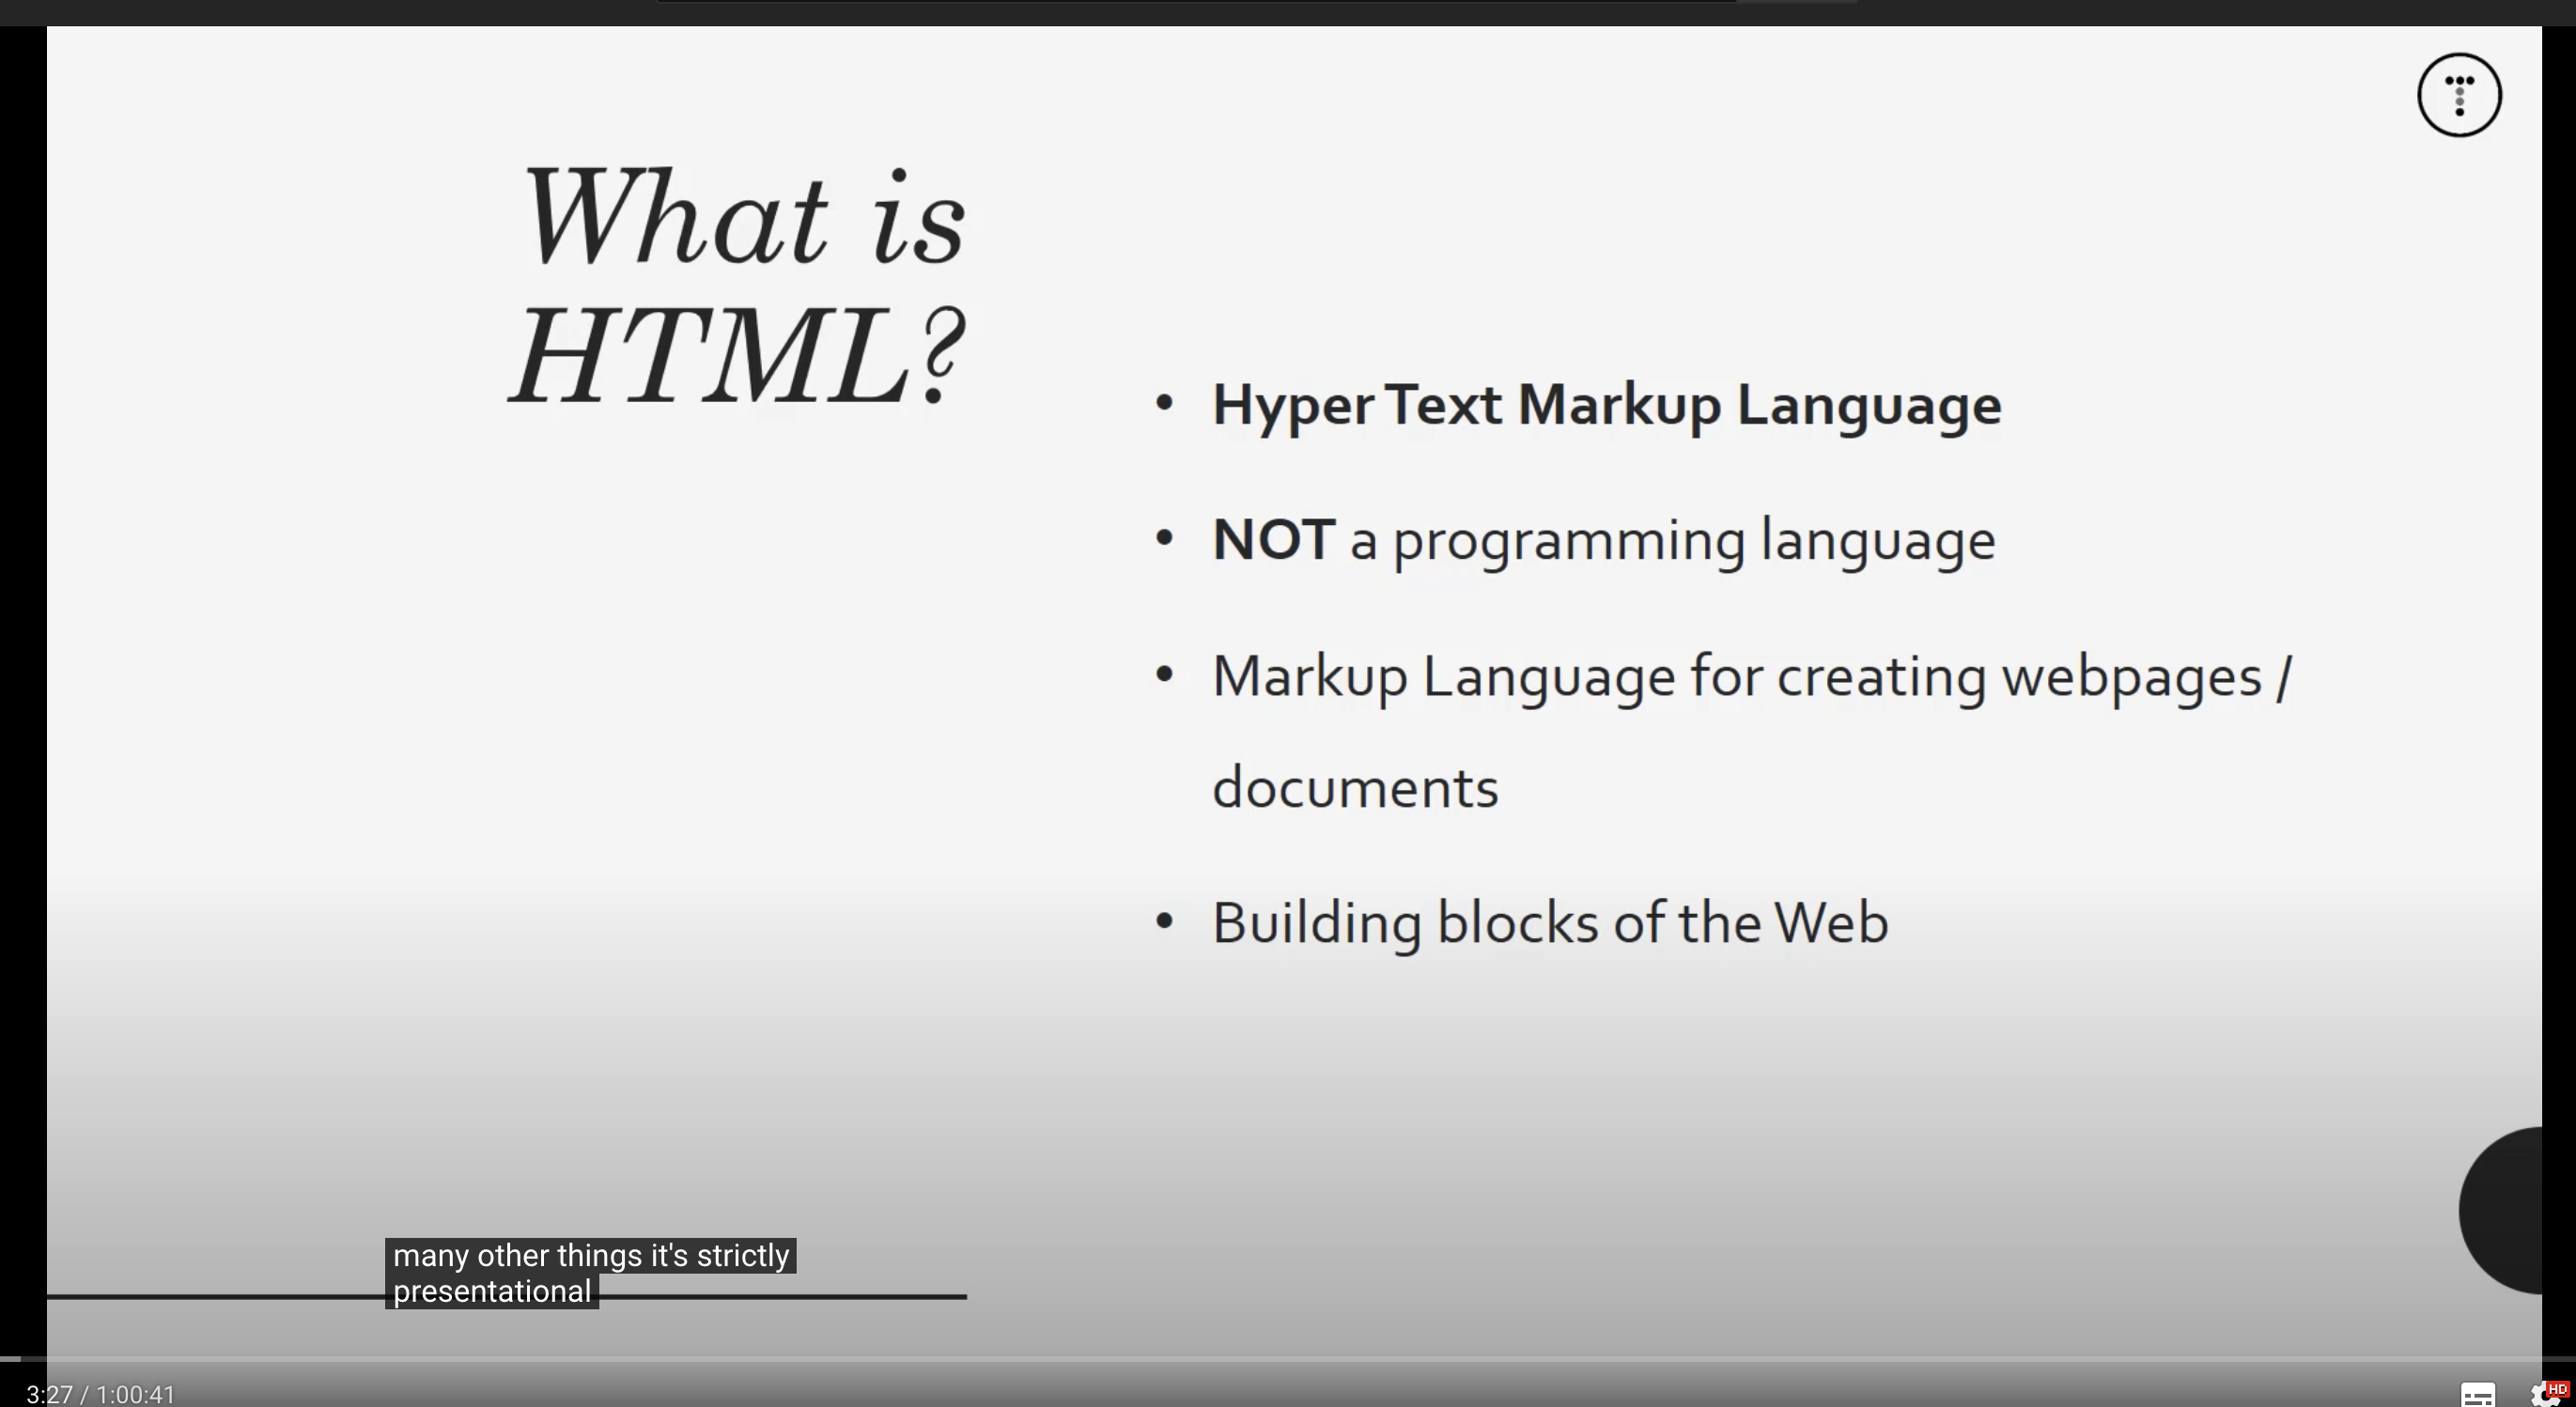 What is
HTML?
• Hyper Text Markup Language
• NOT a programming language
• Markup Language for creating webpages /
documents
• Building blocks of the Web
many other things it's strictly
presentational
3:27 / 1:00:41
HD